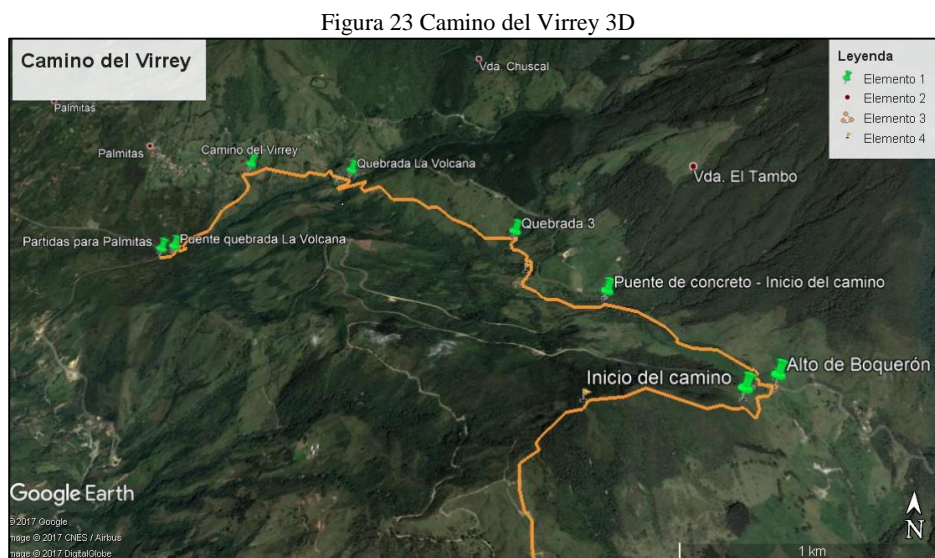 Figura 23 Camino del Virrey 3D
Camino del Virrey
Leyenda
Elemento 1
Elemento 2
Elemento 3
Elemento 4
Vda. Chuscal
Palmitas
Palmitas
Camino del Virrey
Quebrada La Volcana
Vda. El Tambo
Quebrada 3
Partidas para Palmitas
Puente quebrada La Volcana
Puente de concreto - Inicio del camino
Inicio del camino
Alto de Boquerón
Google Earth
© 2017 Google
mage © 2017 CNES / Airbus
mage © 2017 DigitalGlobe
N
1 km